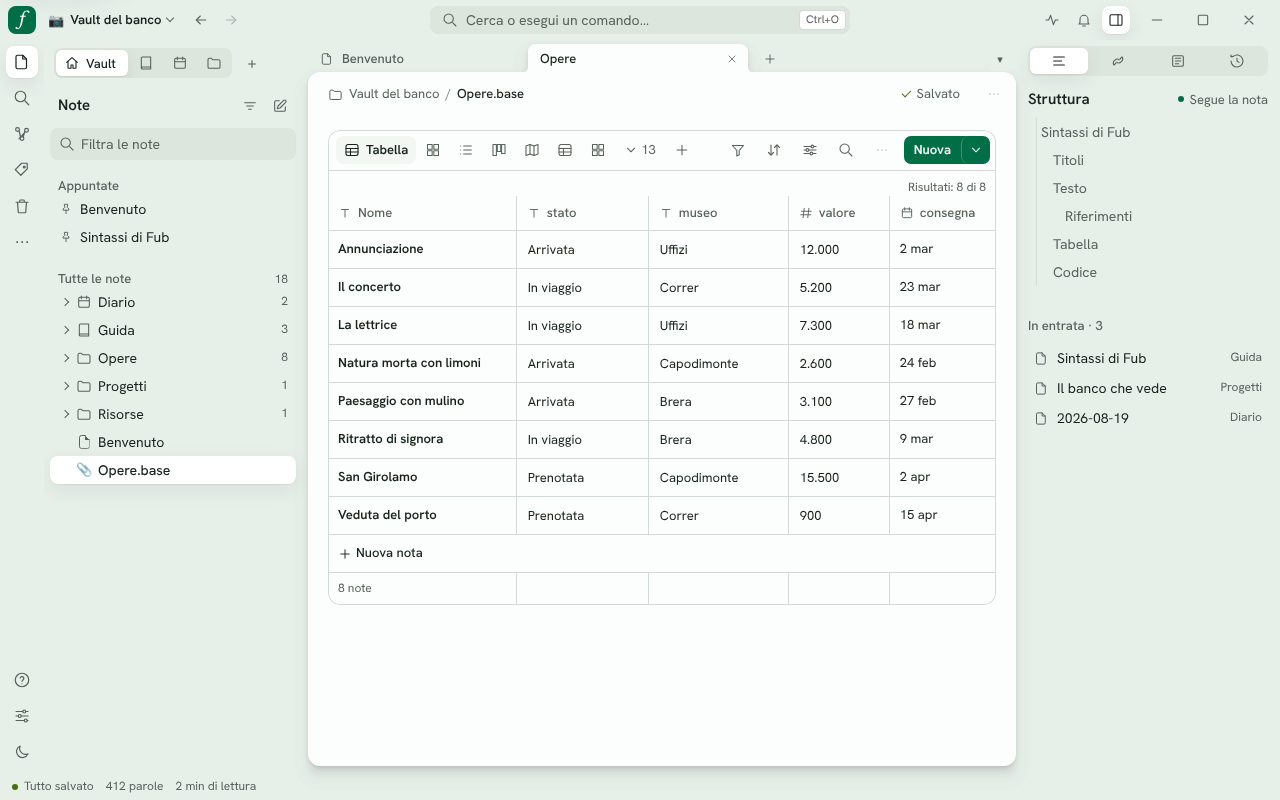 f
Vault del banco
Cerca o esegui un comando...
Ctrl+O
Vault
Note
Filtra le note
Appuntate
Benvenuto
Sintassi di Fub
Tutte le note 18
Diario 2
Guida 3
Opere 8
Progetti 1
Risorse 1
Benvenuto
Opere.base
Benvenuto
Opere
Vault del banco / Opere.base
Salvato
Tabella
13
Nuova
Risultati: 8 di 8
Nome stato museo valore consegna
Annunciazione Arrivata Uffizi 12.000 2 mar
Il concerto In viaggio Correr 5.200 23 mar
La lettrice In viaggio Uffizi 7.300 18 mar
Natura morta con limoni Arrivata Capodimonte 2.600 24 feb
Paesaggio con mulino Arrivata Brera 3.100 27 feb
Ritratto di signora In viaggio Brera 4.800 9 mar
San Girolamo Prenotata Capodimonte 15.500 2 apr
Veduta del porto Prenotata Correr 900 15 apr
Nuova nota
8 note
Struttura
Segue la nota
Sintassi di Fub
Titoli
Testo
Riferimenti
Tabella
Codice
In entrata · 3
Sintassi di Fub Guida
Il banco che vede Progetti
2026-08-19 Diario
Tutto salvato 412 parole 2 min di lettura